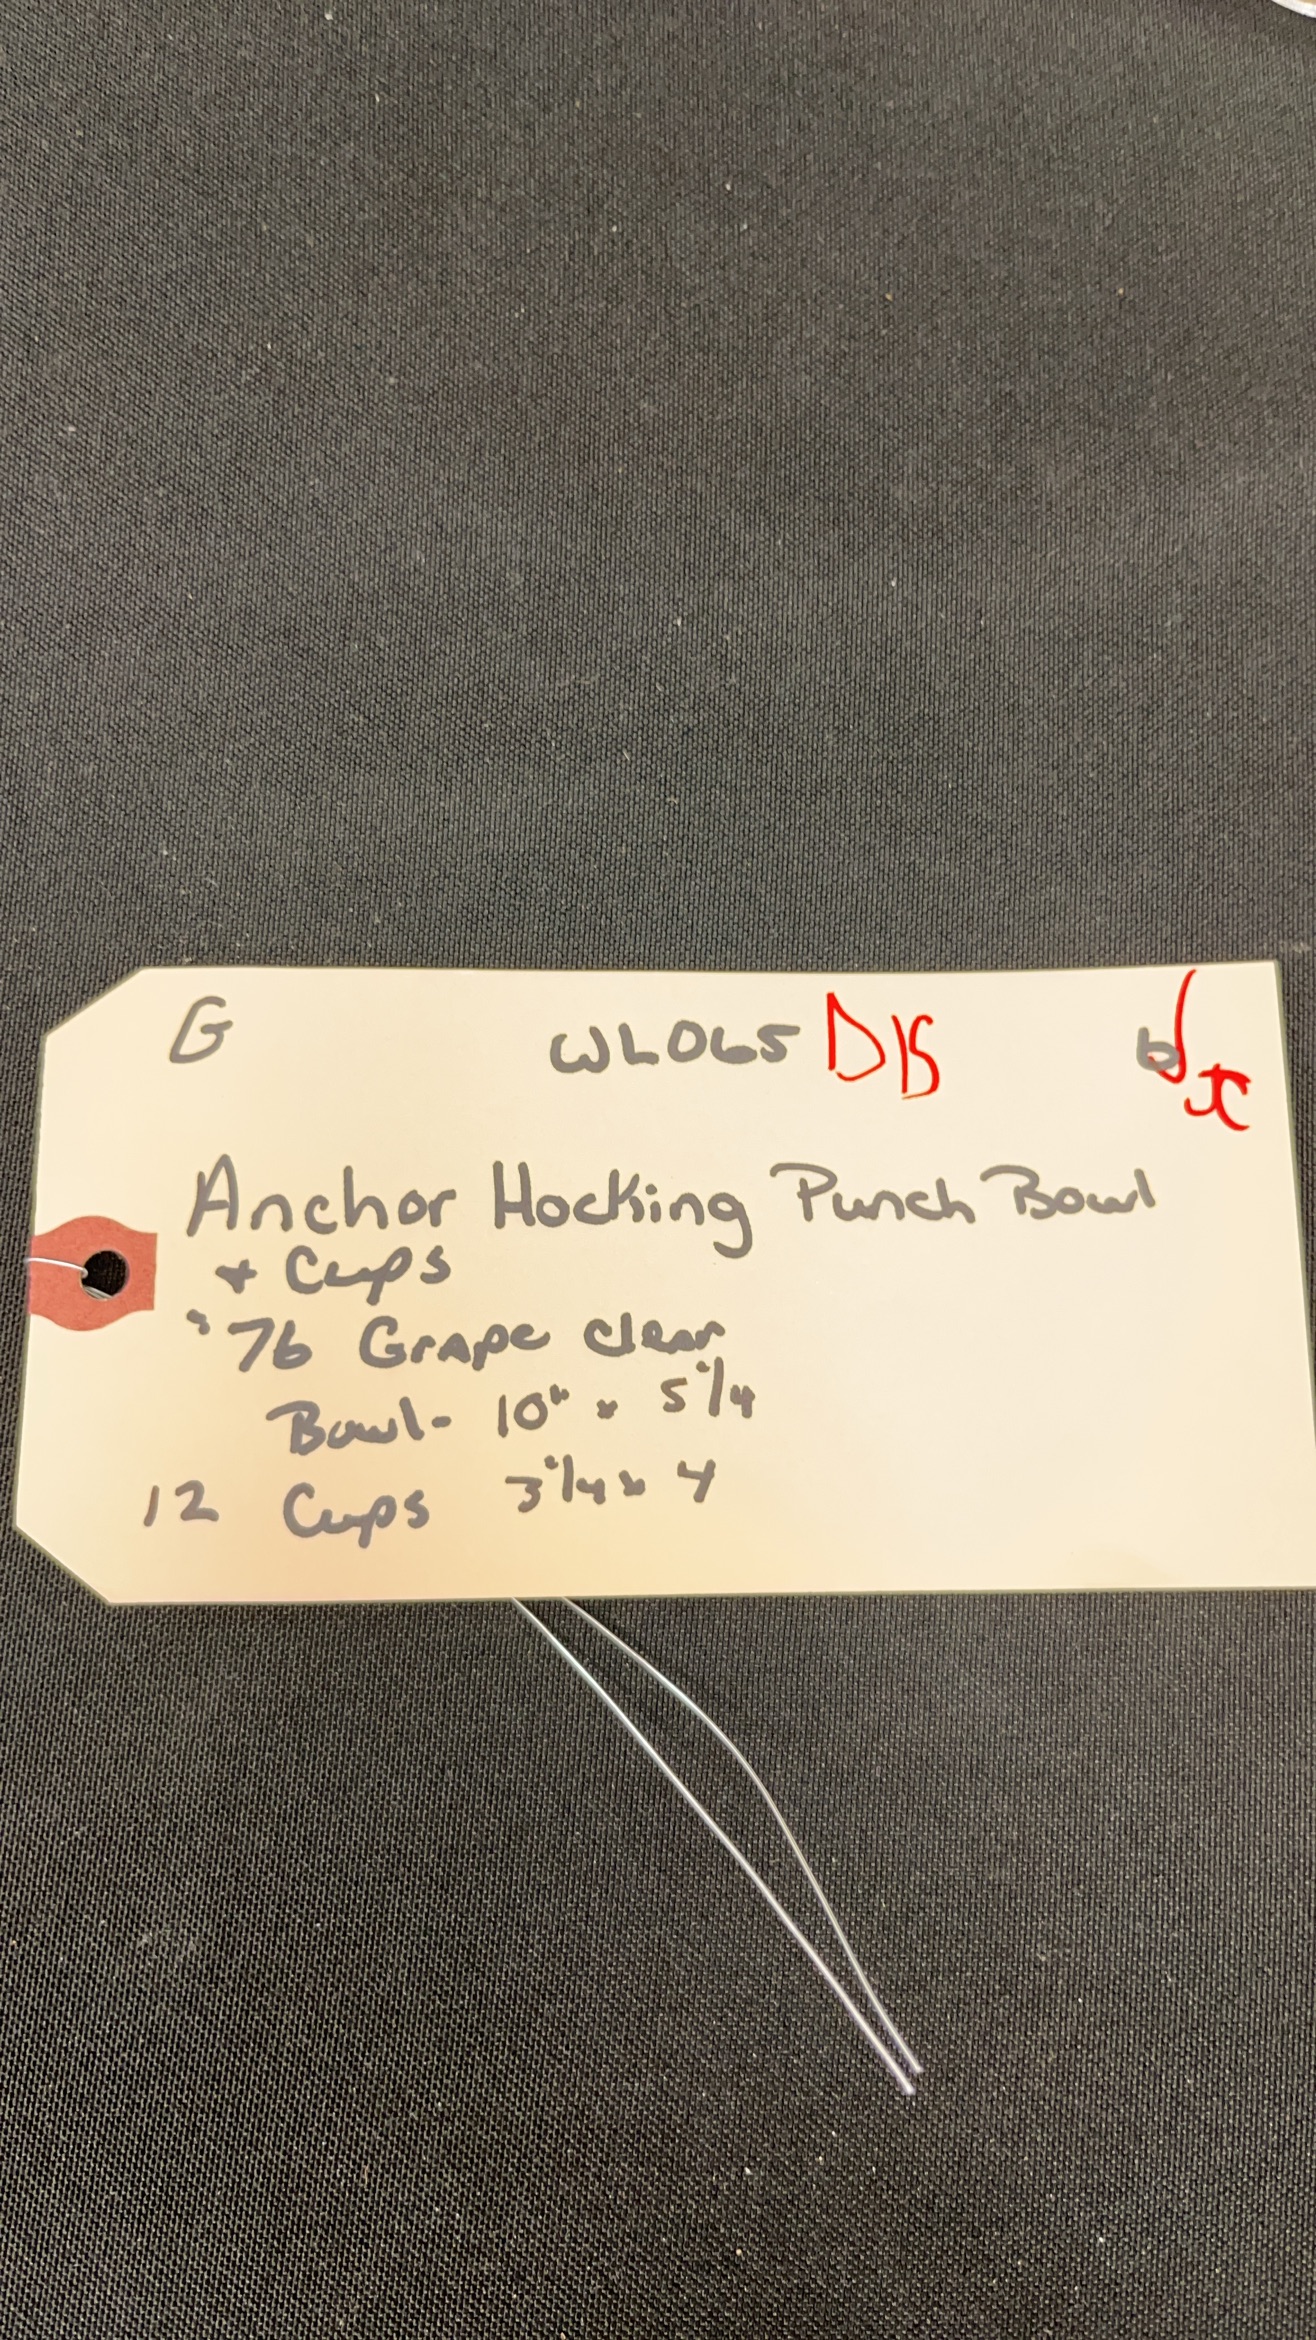 G WL065 D15 b
Anchor Hocking Punch Bowl
+ Cups
'76 Grape clear
Bowl- 10" x 5 1/4
12 Cups 3 1/4 x 4